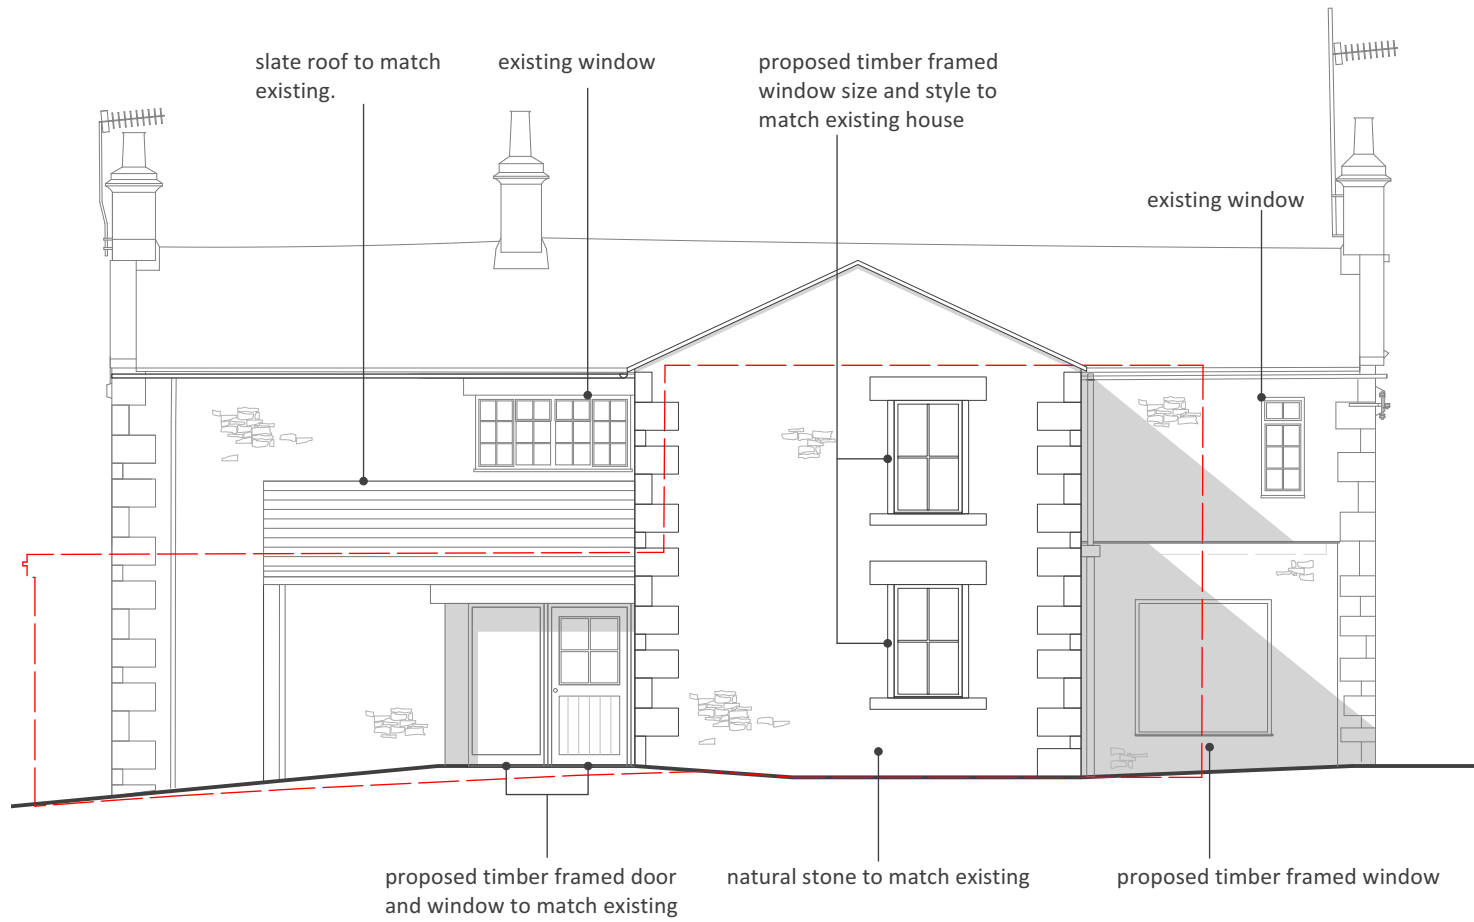 slate roof to match
existing.
existing window
proposed timber framed
window size and style to
match existing house
existing window
proposed timber framed door
and window to match existing
natural stone to match existing
proposed timber framed window